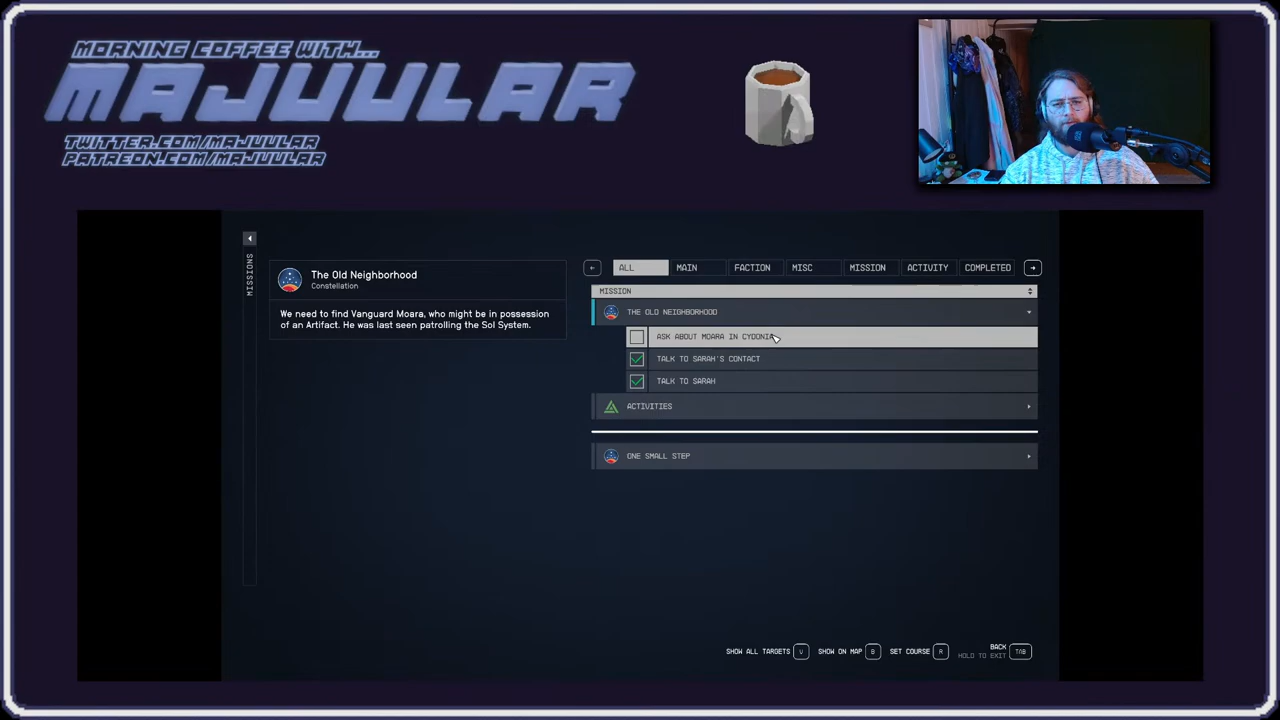 MORNING COFFEE WITH...
MAJUULAR
TWITTER.COM/MAJUULAR
PATREON.COM/MAJUULAR
MISSIONS
The Old Neighborhood
Constellation
We need to find Vanguard Moara, who might be in possession
of an Artifact. He was last seen patrolling the Sol System.
ALL MAIN FACTION MISC MISSION ACTIVITY COMPLETED
MISSION
THE OLD NEIGHBORHOOD
ASK ABOUT MOARA IN CYDONIA
TALK TO SARAH'S CONTACT
TALK TO SARAH
ACTIVITIES
ONE SMALL STEP
SHOW ALL TARGETS V SHOW ON MAP B SET COURSE R BACK TAB
HOLD TO EXIT